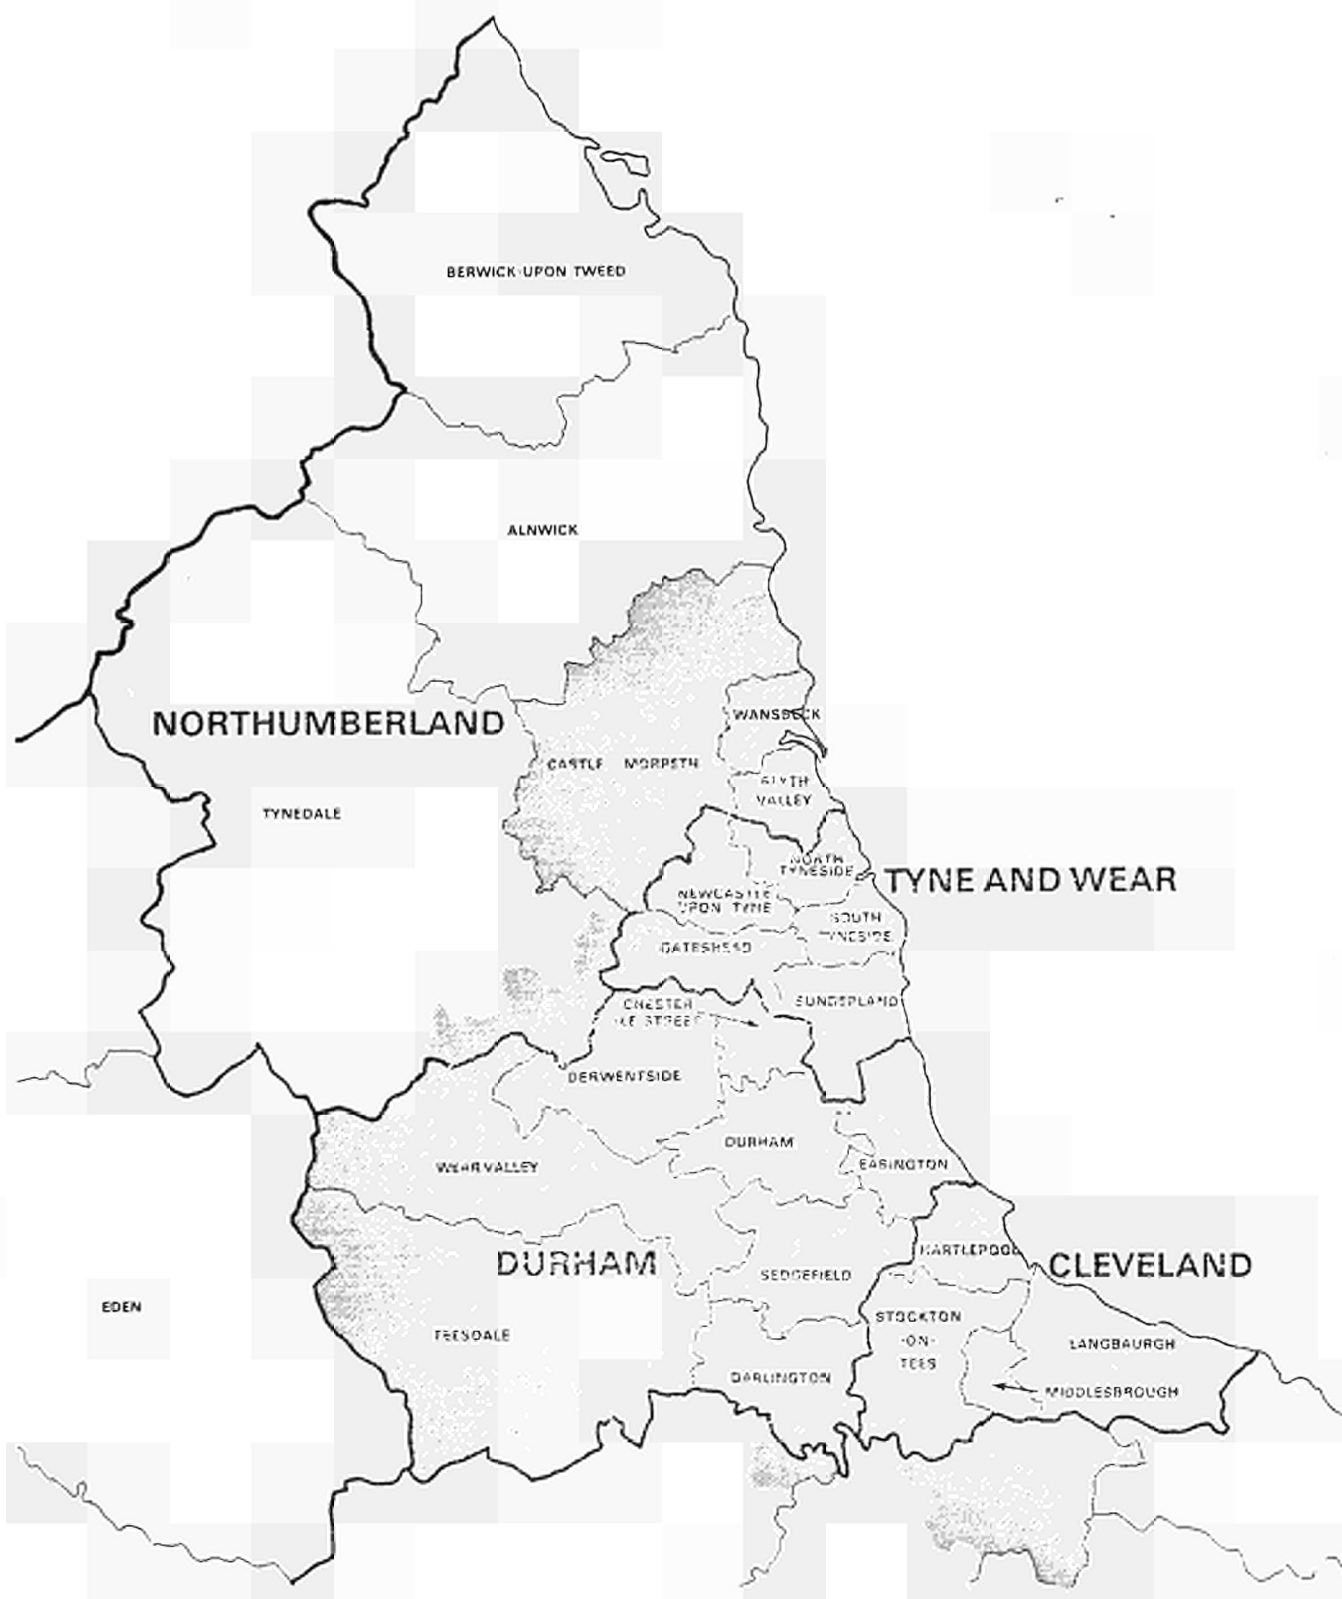 BERWICK-UPON TWEED
ALNWICK
NORTHUMBERLAND
WANSBECK
CASTLE MORPETH
BLYTH
VALLEY
TYNEDALE
NORTH
TYNESIDE
TYNE AND WEAR
NEWCASTLE
UPON TYNE
SOUTH
TYNESIDE
GATESHEAD
CHESTER
-LE STREET
SUNDERLAND
DERWENTSIDE
DURHAM
WEAR VALLEY
EASINGTON
HARTLEPOOL
DURHAM
CLEVELAND
SEDGEFIELD
EDEN
STOCKTON
-ON-
TEES
TEESDALE
LANGBAURGH
DARLINGTON
MIDDLESBROUGH